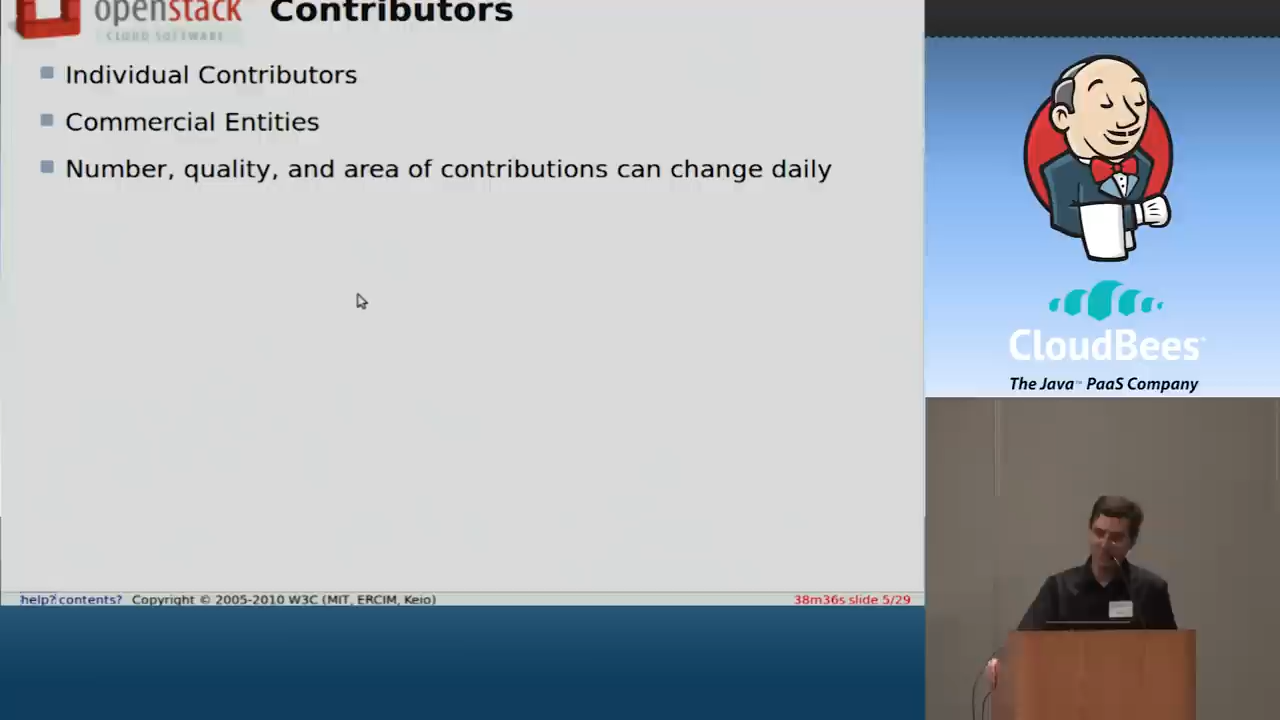 openstack
CLOUD SOFTWARE
Contributors
Individual Contributors
Commercial Entities
Number, quality, and area of contributions can change daily
help? contents? Copyright © 2005-2010 W3C (MIT, ERCIM, Keio)
38m36s slide 5/29
CloudBees
The Java™ PaaS Company